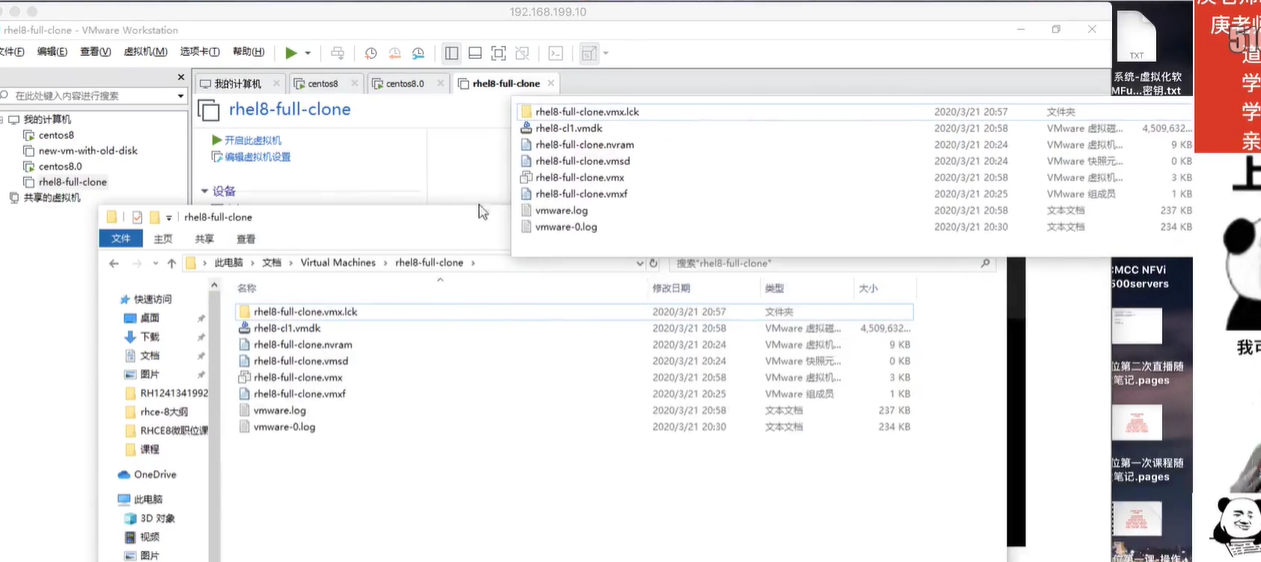 192.168.199.10
rhel8-full-clone - VMware Workstation
文件(F) 编辑(E) 查看(V) 虚拟机(M) 选项卡(T) 帮助(H)
在此处键入内容进行搜索
我的计算机
centos8
new-vm-with-old-disk
centos8.0
rhel8-full-clone
共享的虚拟机
我的计算机 centos8 centos8.0 rhel8-full-clone
rhel8-full-clone
开启此虚拟机
编辑虚拟机设置
设备
rhel8-full-clone.vmx.lck 2020/3/21 20:57 文件夹
rhel8-cl1.vmdk 2020/3/21 20:58 VMware 虚拟磁... 4,509,632...
rhel8-full-clone.nvram 2020/3/21 20:24 VMware 虚拟机... 9 KB
rhel8-full-clone.vmsd 2020/3/21 20:24 VMware 快照元... 0 KB
rhel8-full-clone.vmx 2020/3/21 20:58 VMware 虚拟机... 3 KB
rhel8-full-clone.vmxf 2020/3/21 20:25 VMware 组成员 1 KB
vmware.log 2020/3/21 20:58 文本文档 237 KB
vmware-0.log 2020/3/21 20:30 文本文档 234 KB
rhel8-full-clone
文件 主页 共享 查看
此电脑 文档 Virtual Machines rhel8-full-clone
搜索"rhel8-full-clone"
名称 修改日期 类型 大小
rhel8-full-clone.vmx.lck 2020/3/21 20:57 文件夹
rhel8-cl1.vmdk 2020/3/21 20:58 VMware 虚拟磁... 4,509,632...
rhel8-full-clone.nvram 2020/3/21 20:24 VMware 虚拟机... 9 KB
rhel8-full-clone.vmsd 2020/3/21 20:24 VMware 快照元... 0 KB
rhel8-full-clone.vmx 2020/3/21 20:58 VMware 虚拟机... 3 KB
rhel8-full-clone.vmxf 2020/3/21 20:25 VMware 组成员 1 KB
vmware.log 2020/3/21 20:58 文本文档 237 KB
vmware-0.log 2020/3/21 20:30 文本文档 234 KB
快速访问
桌面
下载
文档
图片
RH1241341992
rhce-8大纲
RHCE8微职位课
课程
OneDrive
此电脑
3D 对象
视频
图片
TXT
系统-虚拟化软
MFu...密钥.txt
CMCC NFVi
500servers
位第二次直播随
笔记.pages
位第一次课程随
笔记.pages
位第一课-操作
庚老师
道
学
学
亲
上
我可